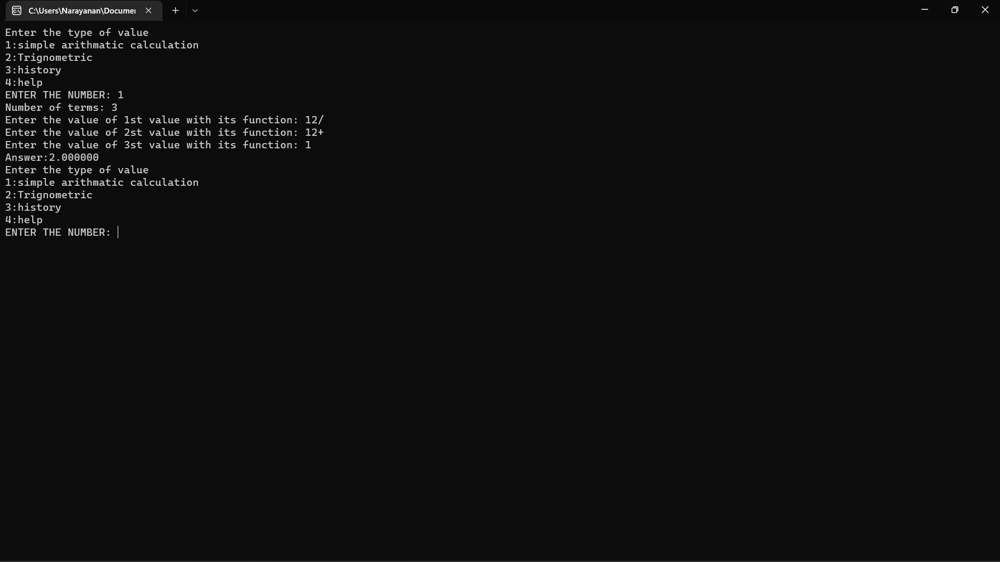 C:\Users\Narayanan\Documen
Enter the type of value
1:simple arithmatic calculation
2:Trignometric
3:history
4:help
ENTER THE NUMBER: 1
Number of terms: 3
Enter the value of 1st value with its function: 12/
Enter the value of 2st value with its function: 12+
Enter the value of 3st value with its function: 1
Answer:2.000000
Enter the type of value
1:simple arithmatic calculation
2:Trignometric
3:history
4:help
ENTER THE NUMBER: